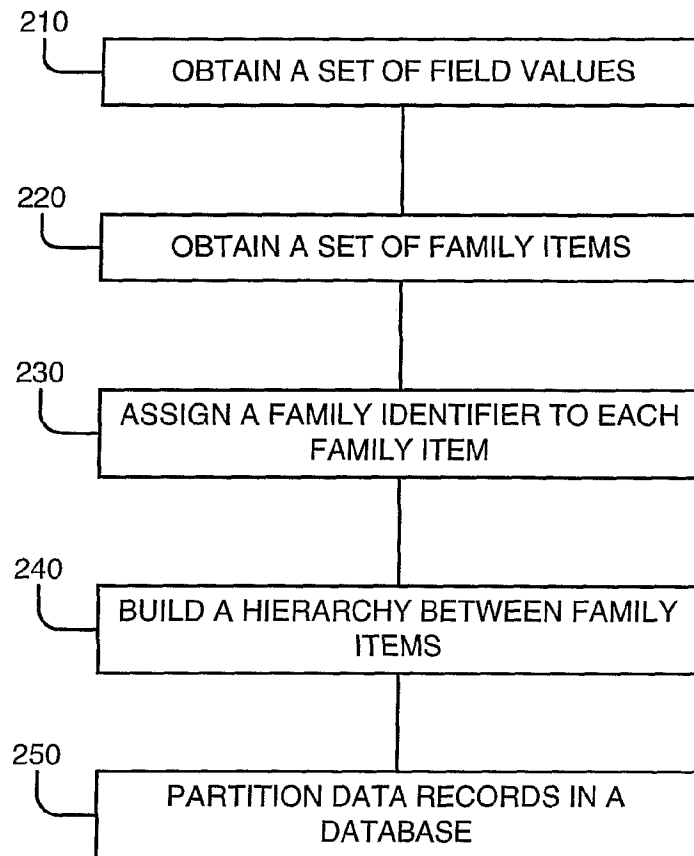 210
OBTAIN A SET OF FIELD VALUES
220
OBTAIN A SET OF FAMILY ITEMS
230
ASSIGN A FAMILY IDENTIFIER TO EACH
FAMILY ITEM
240
BUILD A HIERARCHY BETWEEN FAMILY
ITEMS
250
PARTITION DATA RECORDS IN A
DATABASE